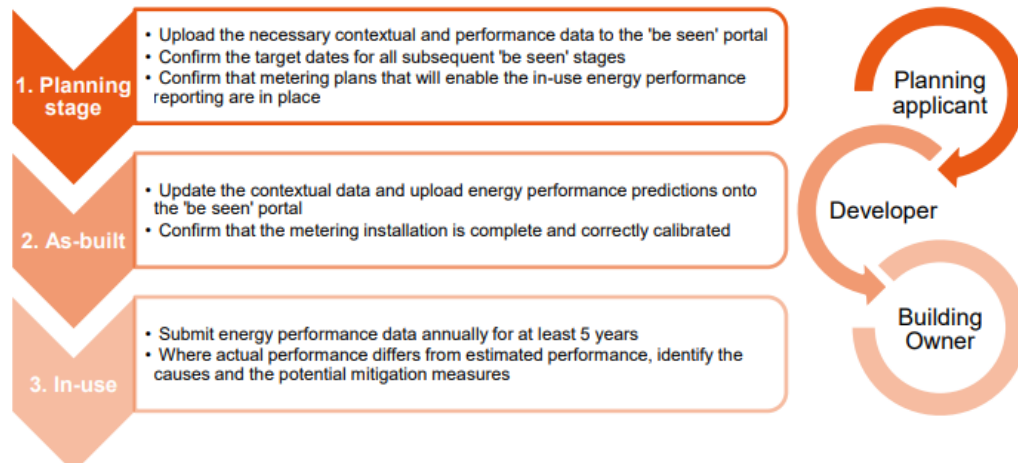 • Upload the necessary contextual and performance data to the 'be seen' portal
• Confirm the target dates for all subsequent 'be seen' stages
• Confirm that metering plans that will enable the in-use energy performance
reporting are in place
1. Planning
stage
Planning
applicant
• Update the contextual data and upload energy performance predictions onto
the 'be seen' portal
• Confirm that the metering installation is complete and correctly calibrated
2. As-built
Developer
• Submit energy performance data annually for at least 5 years
• Where actual performance differs from estimated performance, identify the
causes and the potential mitigation measures
3. In-use
Building
Owner